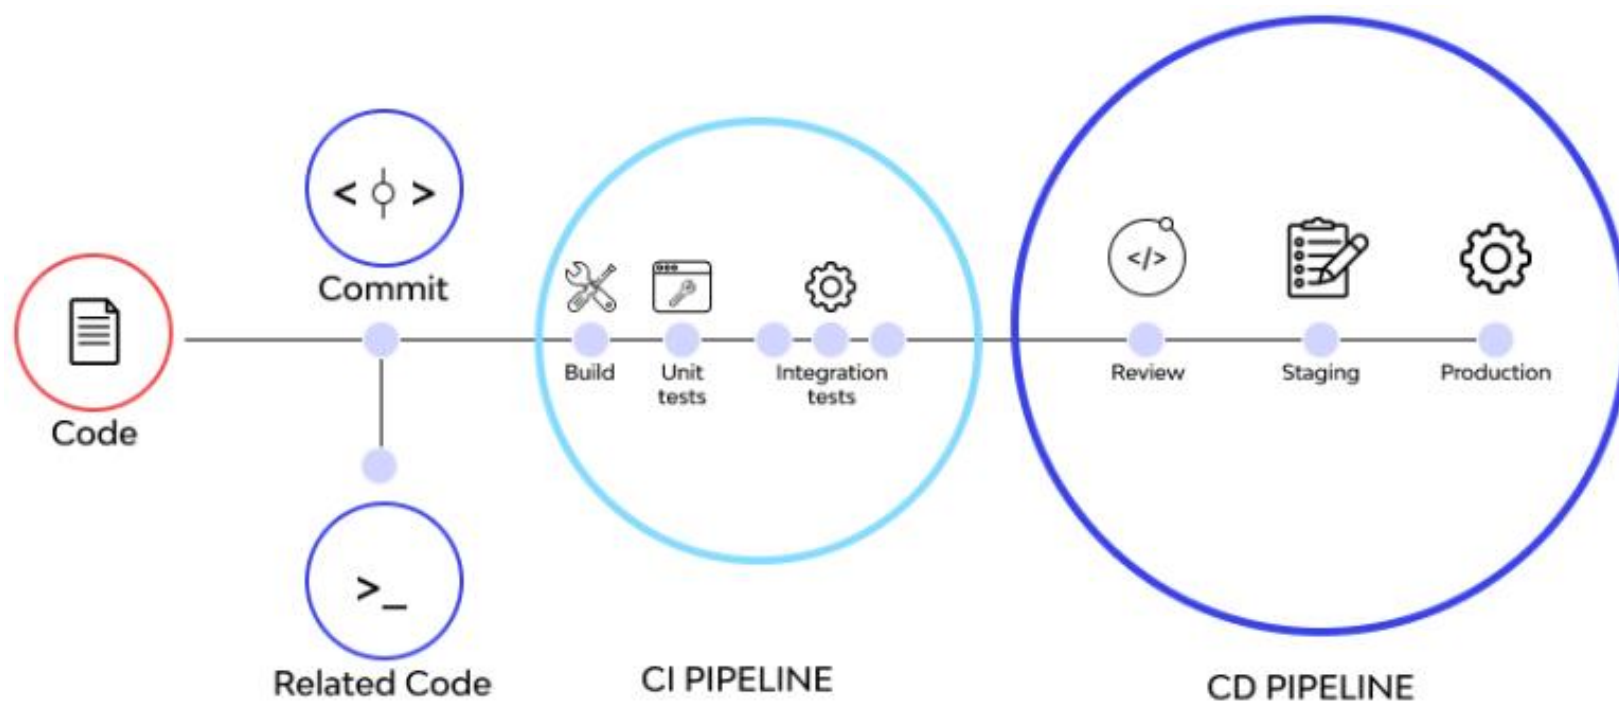 Commit
Code
Related Code
Build
Unit
tests
Integration
tests
CI PIPELINE
Review
Staging
Production
CD PIPELINE